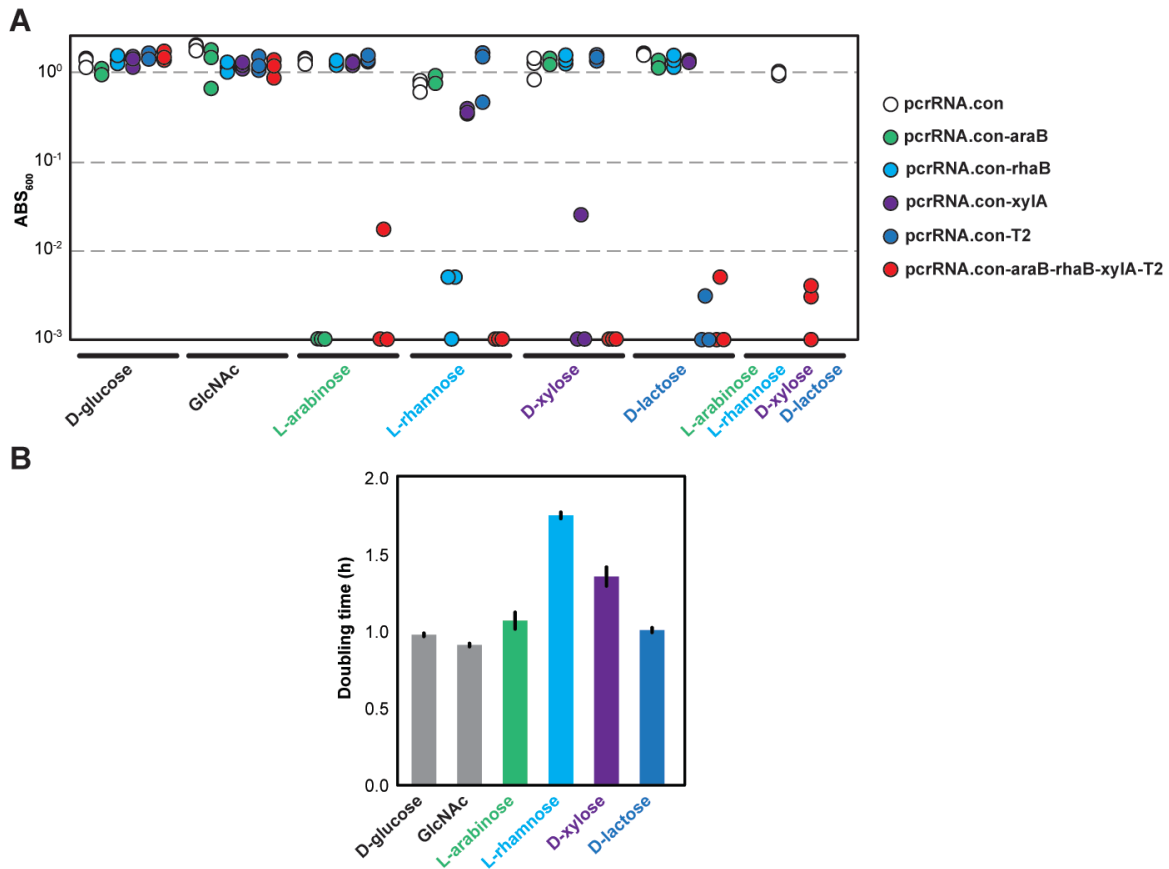 A
ABS600
10^0
10^-1
10^-2
10^-3
D-glucose
GlcNAc
L-arabinose
L-rhamnose
D-xylose
D-lactose
L-arabinose
L-rhamnose
D-xylose
D-lactose
pcrRNA.con
pcrRNA.con-araB
pcrRNA.con-rhaB
pcrRNA.con-xylA
pcrRNA.con-T2
pcrRNA.con-araB-rhaB-xylA-T2
B
Doubling time (h)
2.0
1.5
1.0
0.5
0.0
D-glucose
GlcNAc
L-arabinose
L-rhamnose
D-xylose
D-lactose